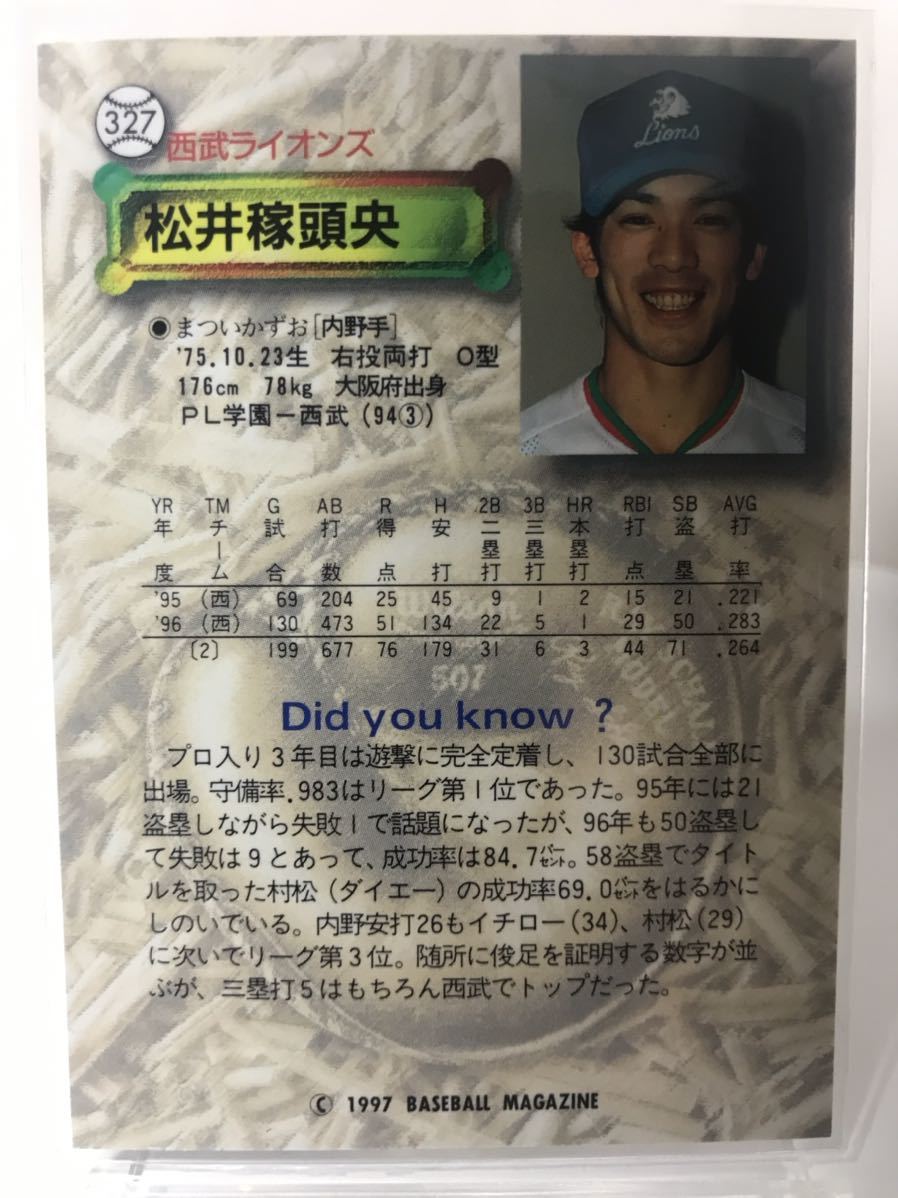 327
西武ライオンズ
Lions
松井稼頭央
●まついかずお[内野手]
'75.10.23生 右投両打 O型
176cm 78kg 大阪府出身
PL学園－西武(94③)
YR TM G AB R H 2B 3B HR RBI SB AVG
年度 チーム 試合 打数 得点 安打 二塁打 三塁打 本塁打 打点 盗塁 打率
'95 (西) 69 204 25 45 9 1 2 15 21 .221
'96 (西) 130 473 51 134 22 5 1 29 50 .283
〔2〕 199 677 76 179 31 6 3 44 71 .264
Did you know ?
プロ入り3年目は遊撃に完全定着し、130試合全部に
出場。守備率.983はリーグ第1位であった。95年には21
盗塁しながら失敗1で話題になったが、96年も50盗塁し
て失敗は9とあって、成功率は84.7㌫。58盗塁でタイト
ルを取った村松(ダイエー)の成功率69.0㌫をはるかに
しのいでいる。内野安打26もイチロー(34)、村松(29)
に次いでリーグ第3位。随所に俊足を証明する数字が並
ぶが、三塁打5はもちろん西武でトップだった。
© 1997 BASEBALL MAGAZINE